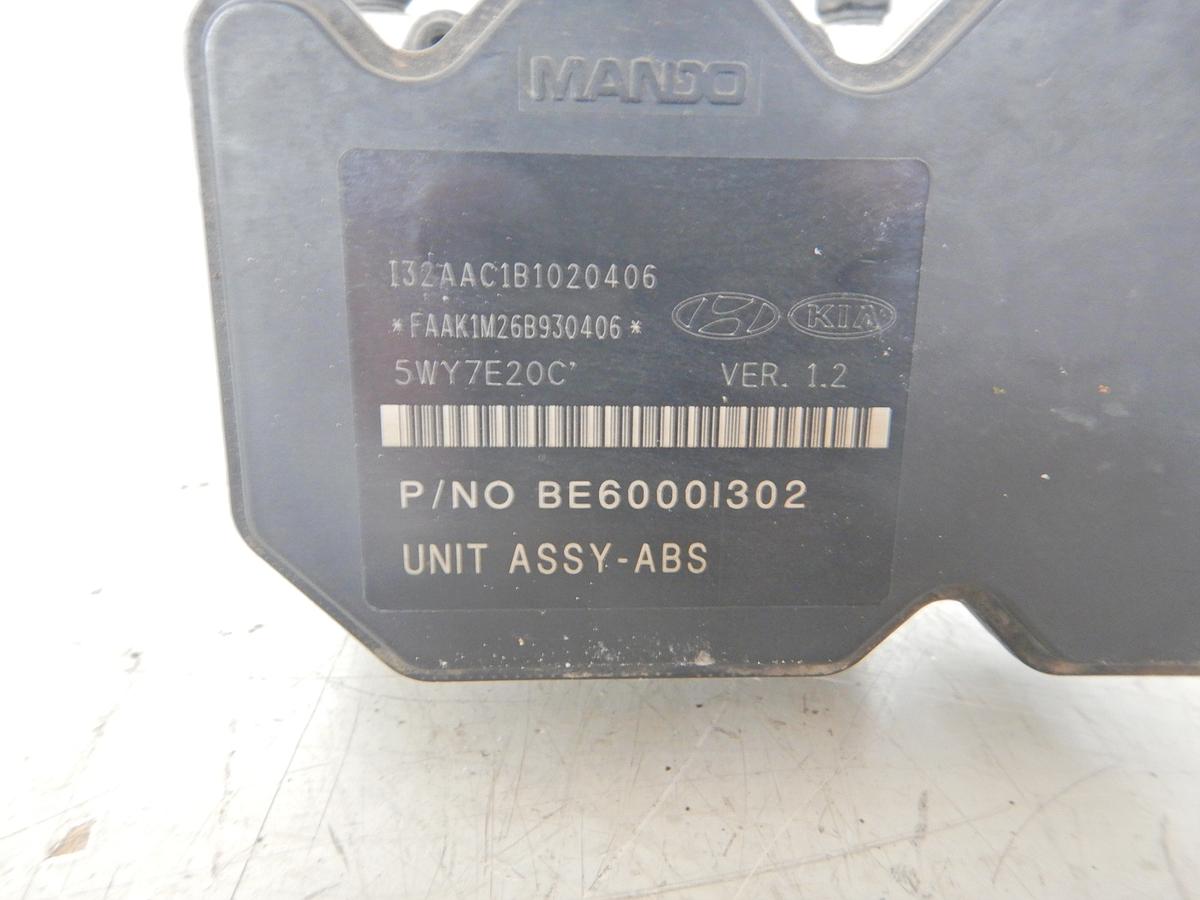 MANDO
I32AAC1B1020406
*FAAK1M26B930406*
KIA
5WY7E20C VER. 1.2
P/NO BE6000I302
UNIT ASSY-ABS